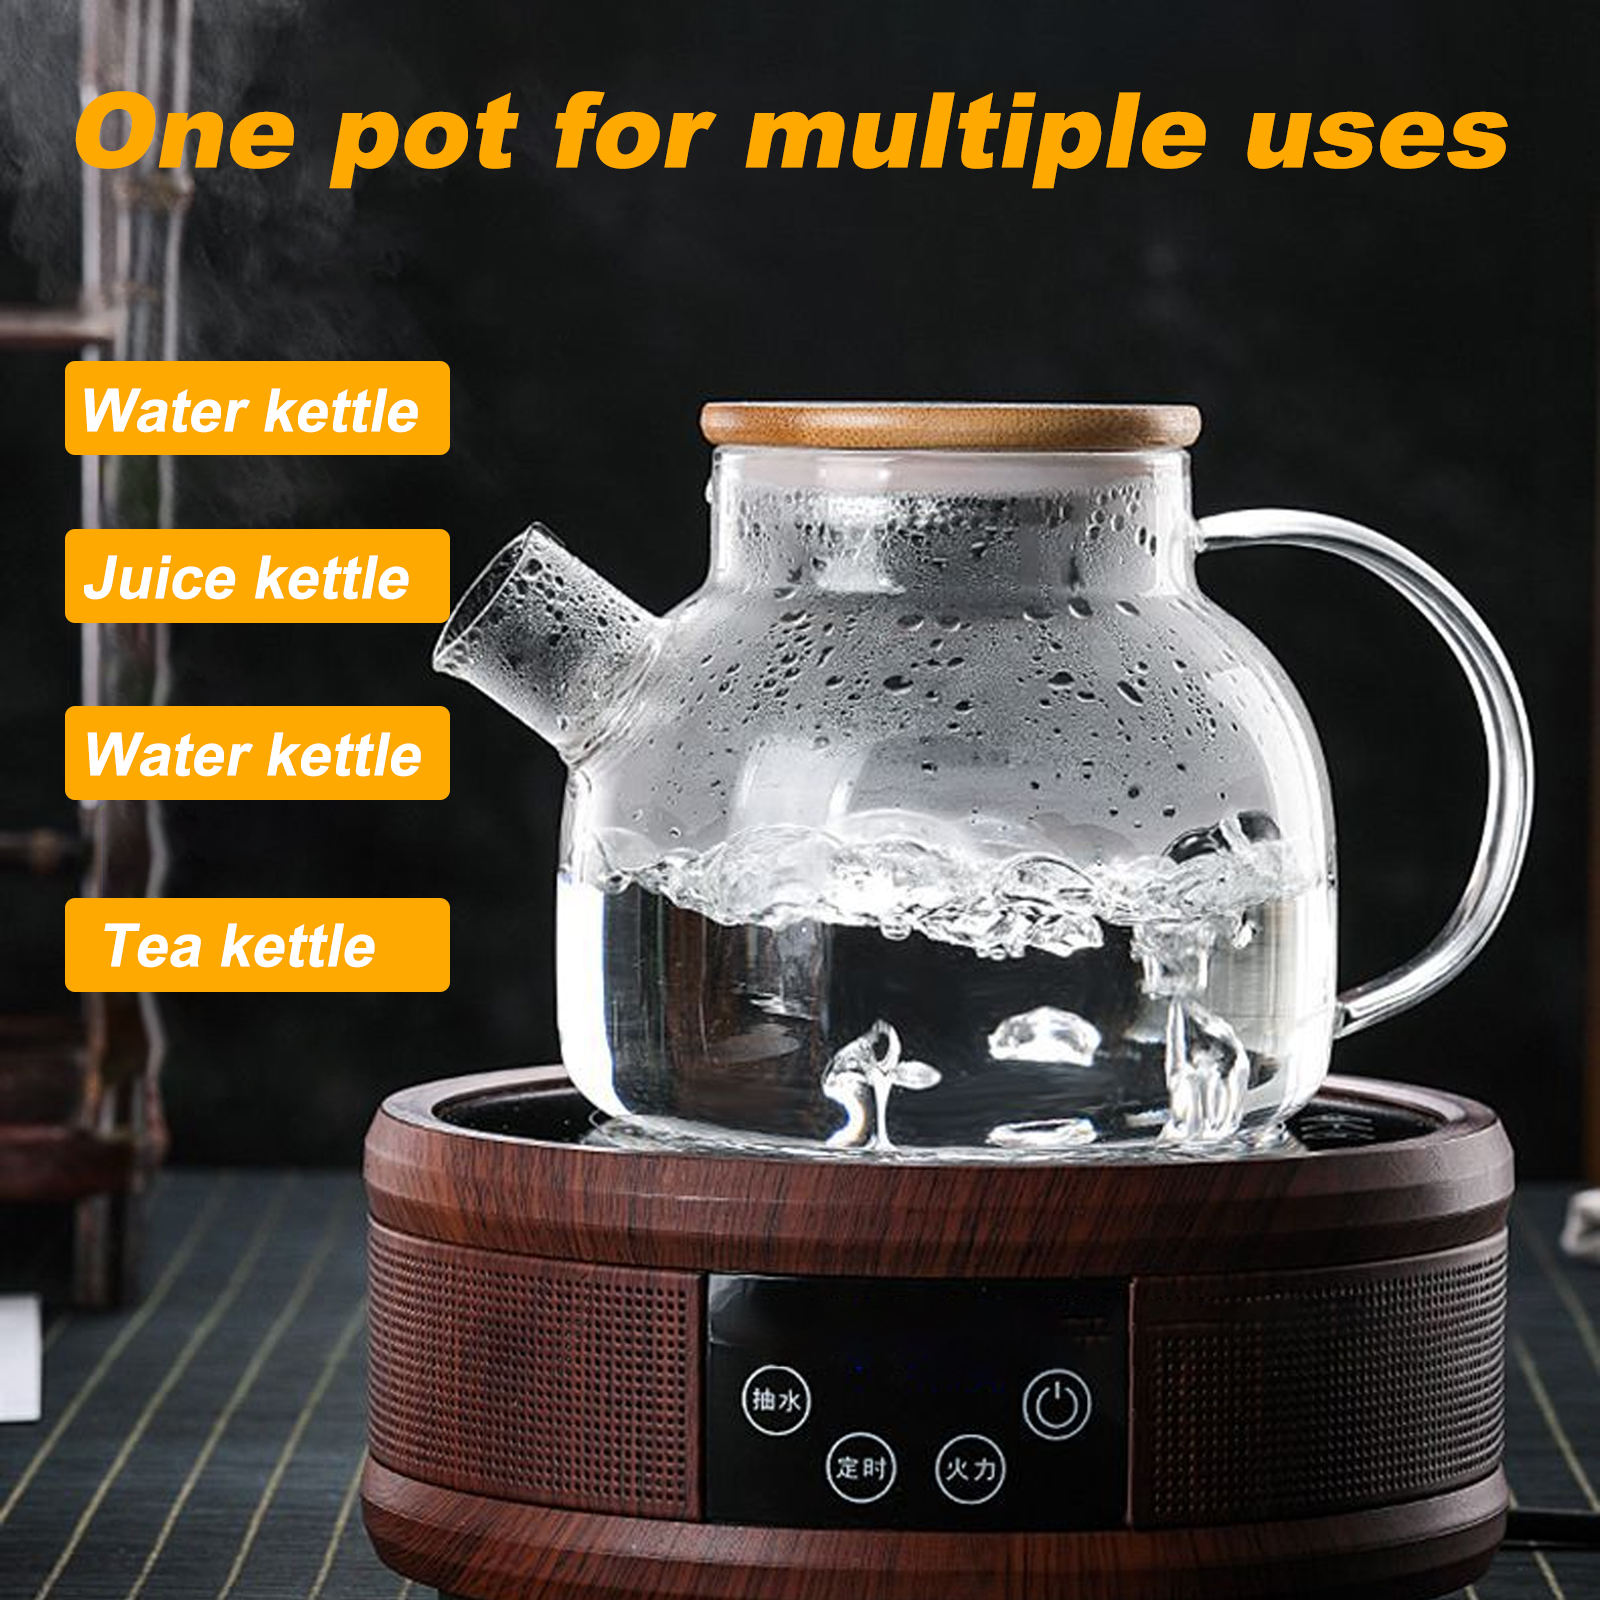 One pot for multiple uses
Water kettle
Juice kettle
Water kettle
Tea kettle
抽水
定时
火力